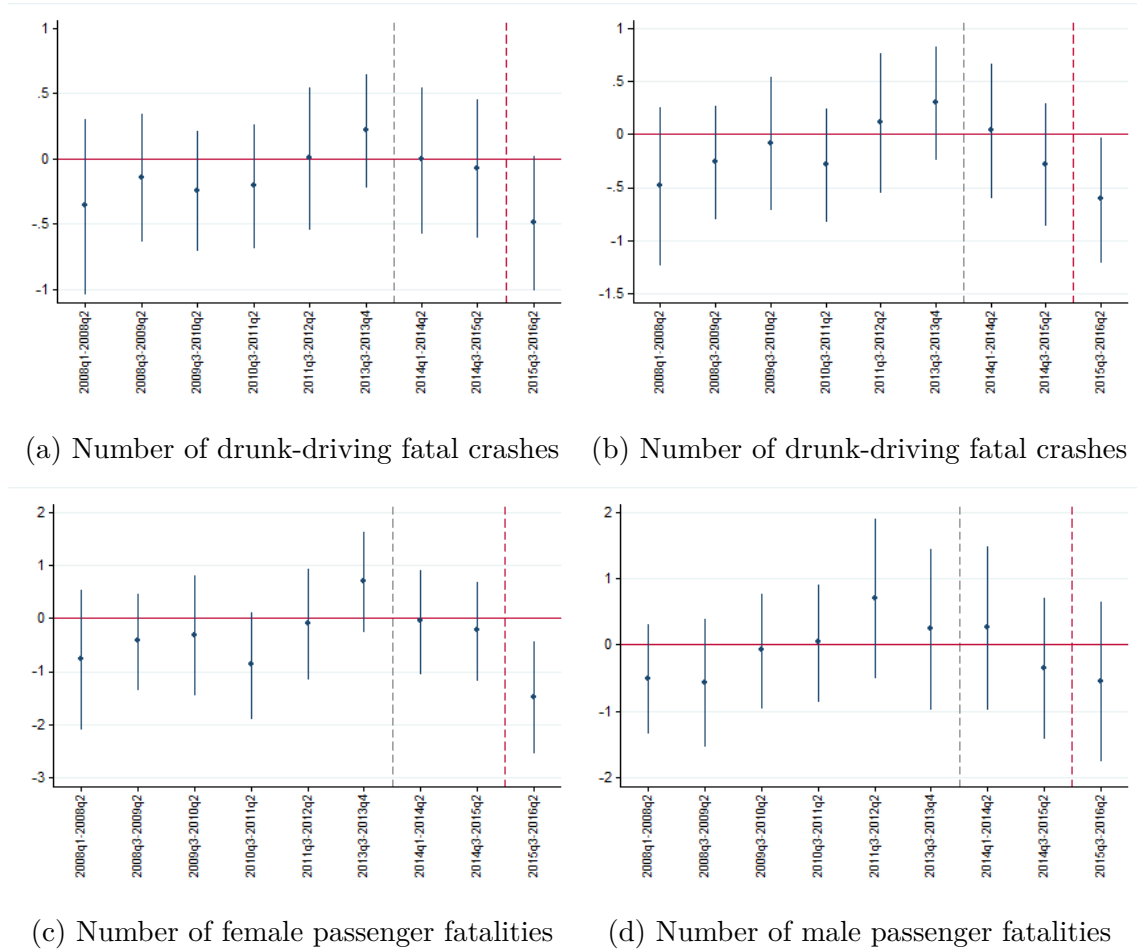 1
.5
0
-.5
-1
2008q1-2008q2
2008q3-2009q2
2009q3-2010q2
2010q3-2011q2
2011q3-2012q2
2013q3-2013q4
2014q1-2014q2
2014q3-2015q2
2015q3-2016q2
(a) Number of drunk-driving fatal crashes
1
.5
0
-.5
-1
-1.5
2008q1-2008q2
2008q3-2009q2
2009q3-2010q2
2010q3-2011q2
2011q3-2012q2
2013q3-2013q4
2014q1-2014q2
2014q3-2015q2
2015q3-2016q2
(b) Number of drunk-driving fatal crashes
2
1
0
-1
-2
-3
2008q1-2008q2
2008q3-2009q2
2009q3-2010q2
2010q3-2011q2
2011q3-2012q2
2013q3-2013q4
2014q1-2014q2
2014q3-2015q2
2015q3-2016q2
(c) Number of female passenger fatalities
2
1
0
-1
-2
2008q1-2008q2
2008q3-2009q2
2009q3-2010q2
2010q3-2011q2
2011q3-2012q2
2013q3-2013q4
2014q1-2014q2
2014q3-2015q2
2015q3-2016q2
(d) Number of male passenger fatalities